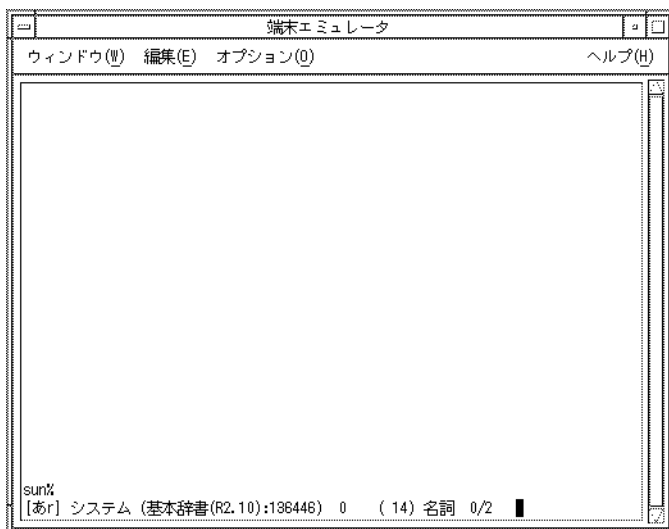 端末エミュレータ
ウィンドウ(W) 編集(E) オプション(O) ヘルプ(H)
sun%
[あr] システム (基本辞書(R2.10):136446) 0 ( 14) 名詞 0/2